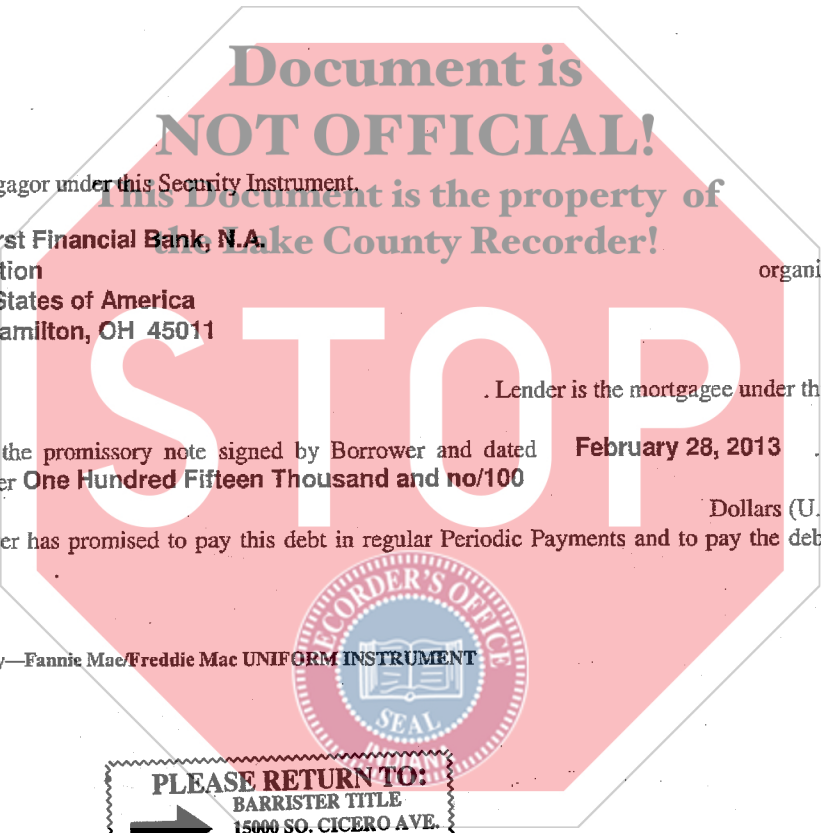 Document is
NOT OFFICIAL!
gagor under this Security Instrument.
This Document is the property of
rst Financial Bank, N.A.
the Lake County Recorder!
tion organi
States of America
amilton, OH 45011
STOP
. Lender is the mortgagee under th
the promissory note signed by Borrower and dated February 28, 2013 .
er One Hundred Fifteen Thousand and no/100
Dollars (U.
er has promised to pay this debt in regular Periodic Payments and to pay the deb
.
RECORDER'S OFFICE
y—Fannie Mae/Freddie Mac UNIFORM INSTRUMENT
SEAL
INDIANA
PLEASE RETURN TO:
BARRISTER TITLE
15000 SO. CICERO AVE.